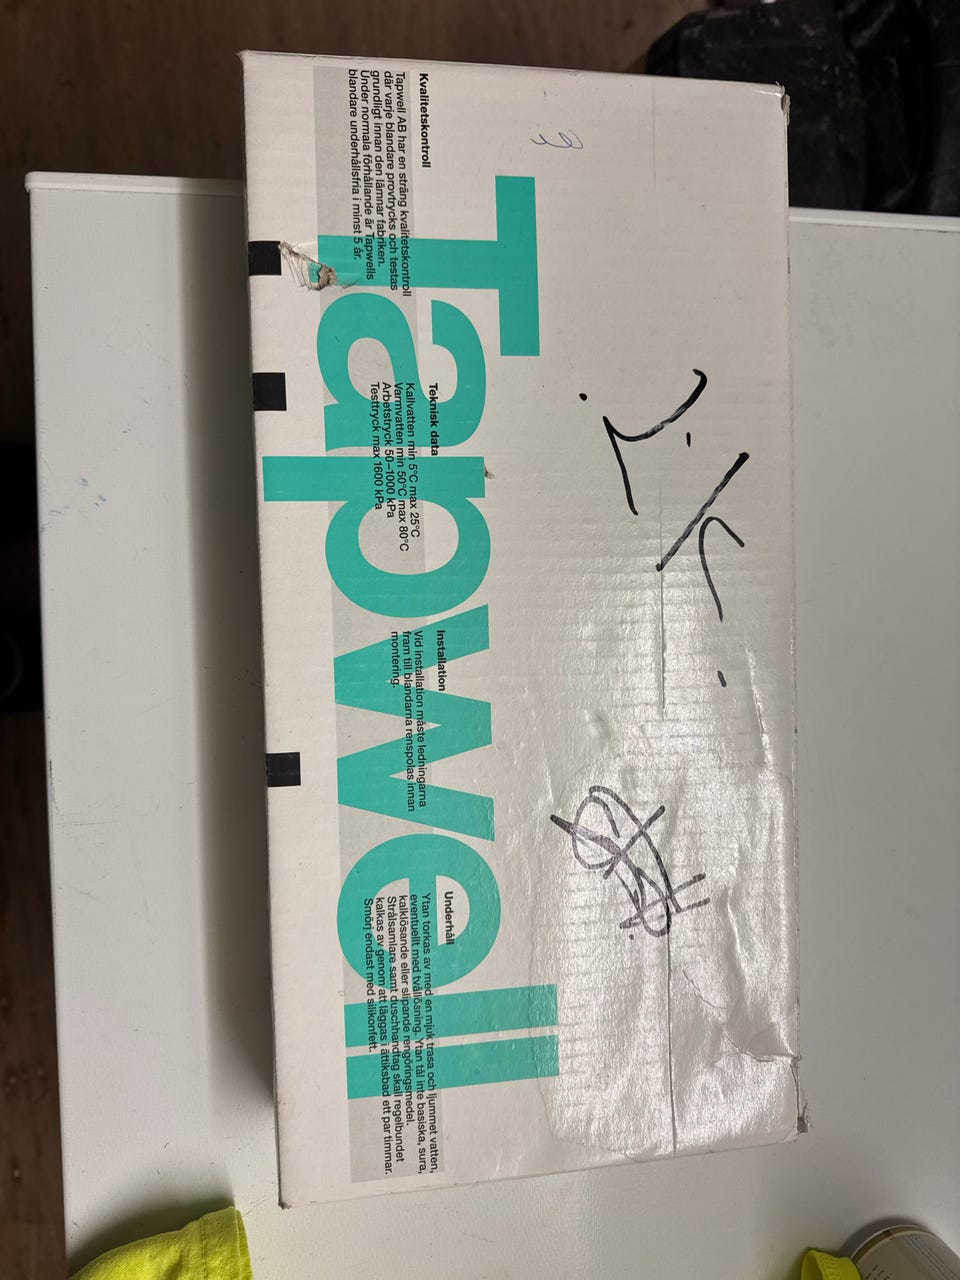 Tapwell
Kvalitetskontroll
Tapwell AB har en sträng kvalitetskontroll
där varje blandare provtrycks och testas
grundligt innan den lämnar fabriken.
Under normala förhållande är Tapwells
blandare underhållsfria i minst 5 år.
Teknisk data
Kallvatten min 5°C max 25°C
Varmvatten min 50°C max 80°C
Arbetstryck 50–1000 kPa
Testtryck max 1600 kPa
Installation
Vid installation måste ledningarna
fram till blandarna renspolas innan
montering.
Underhåll
Ytan torkas av med en mjuk trasa och ljummet vatten,
eventuellt med tvållösning. Ytan tål inte basiska, sura,
kalklösande eller slipande rengöringsmedel.
Strålsamlare samt duschhandtag skall regelbundet
kalkas av genom att läggas i ättiksbad ett par timmar.
Smörj endast med silikonfett.